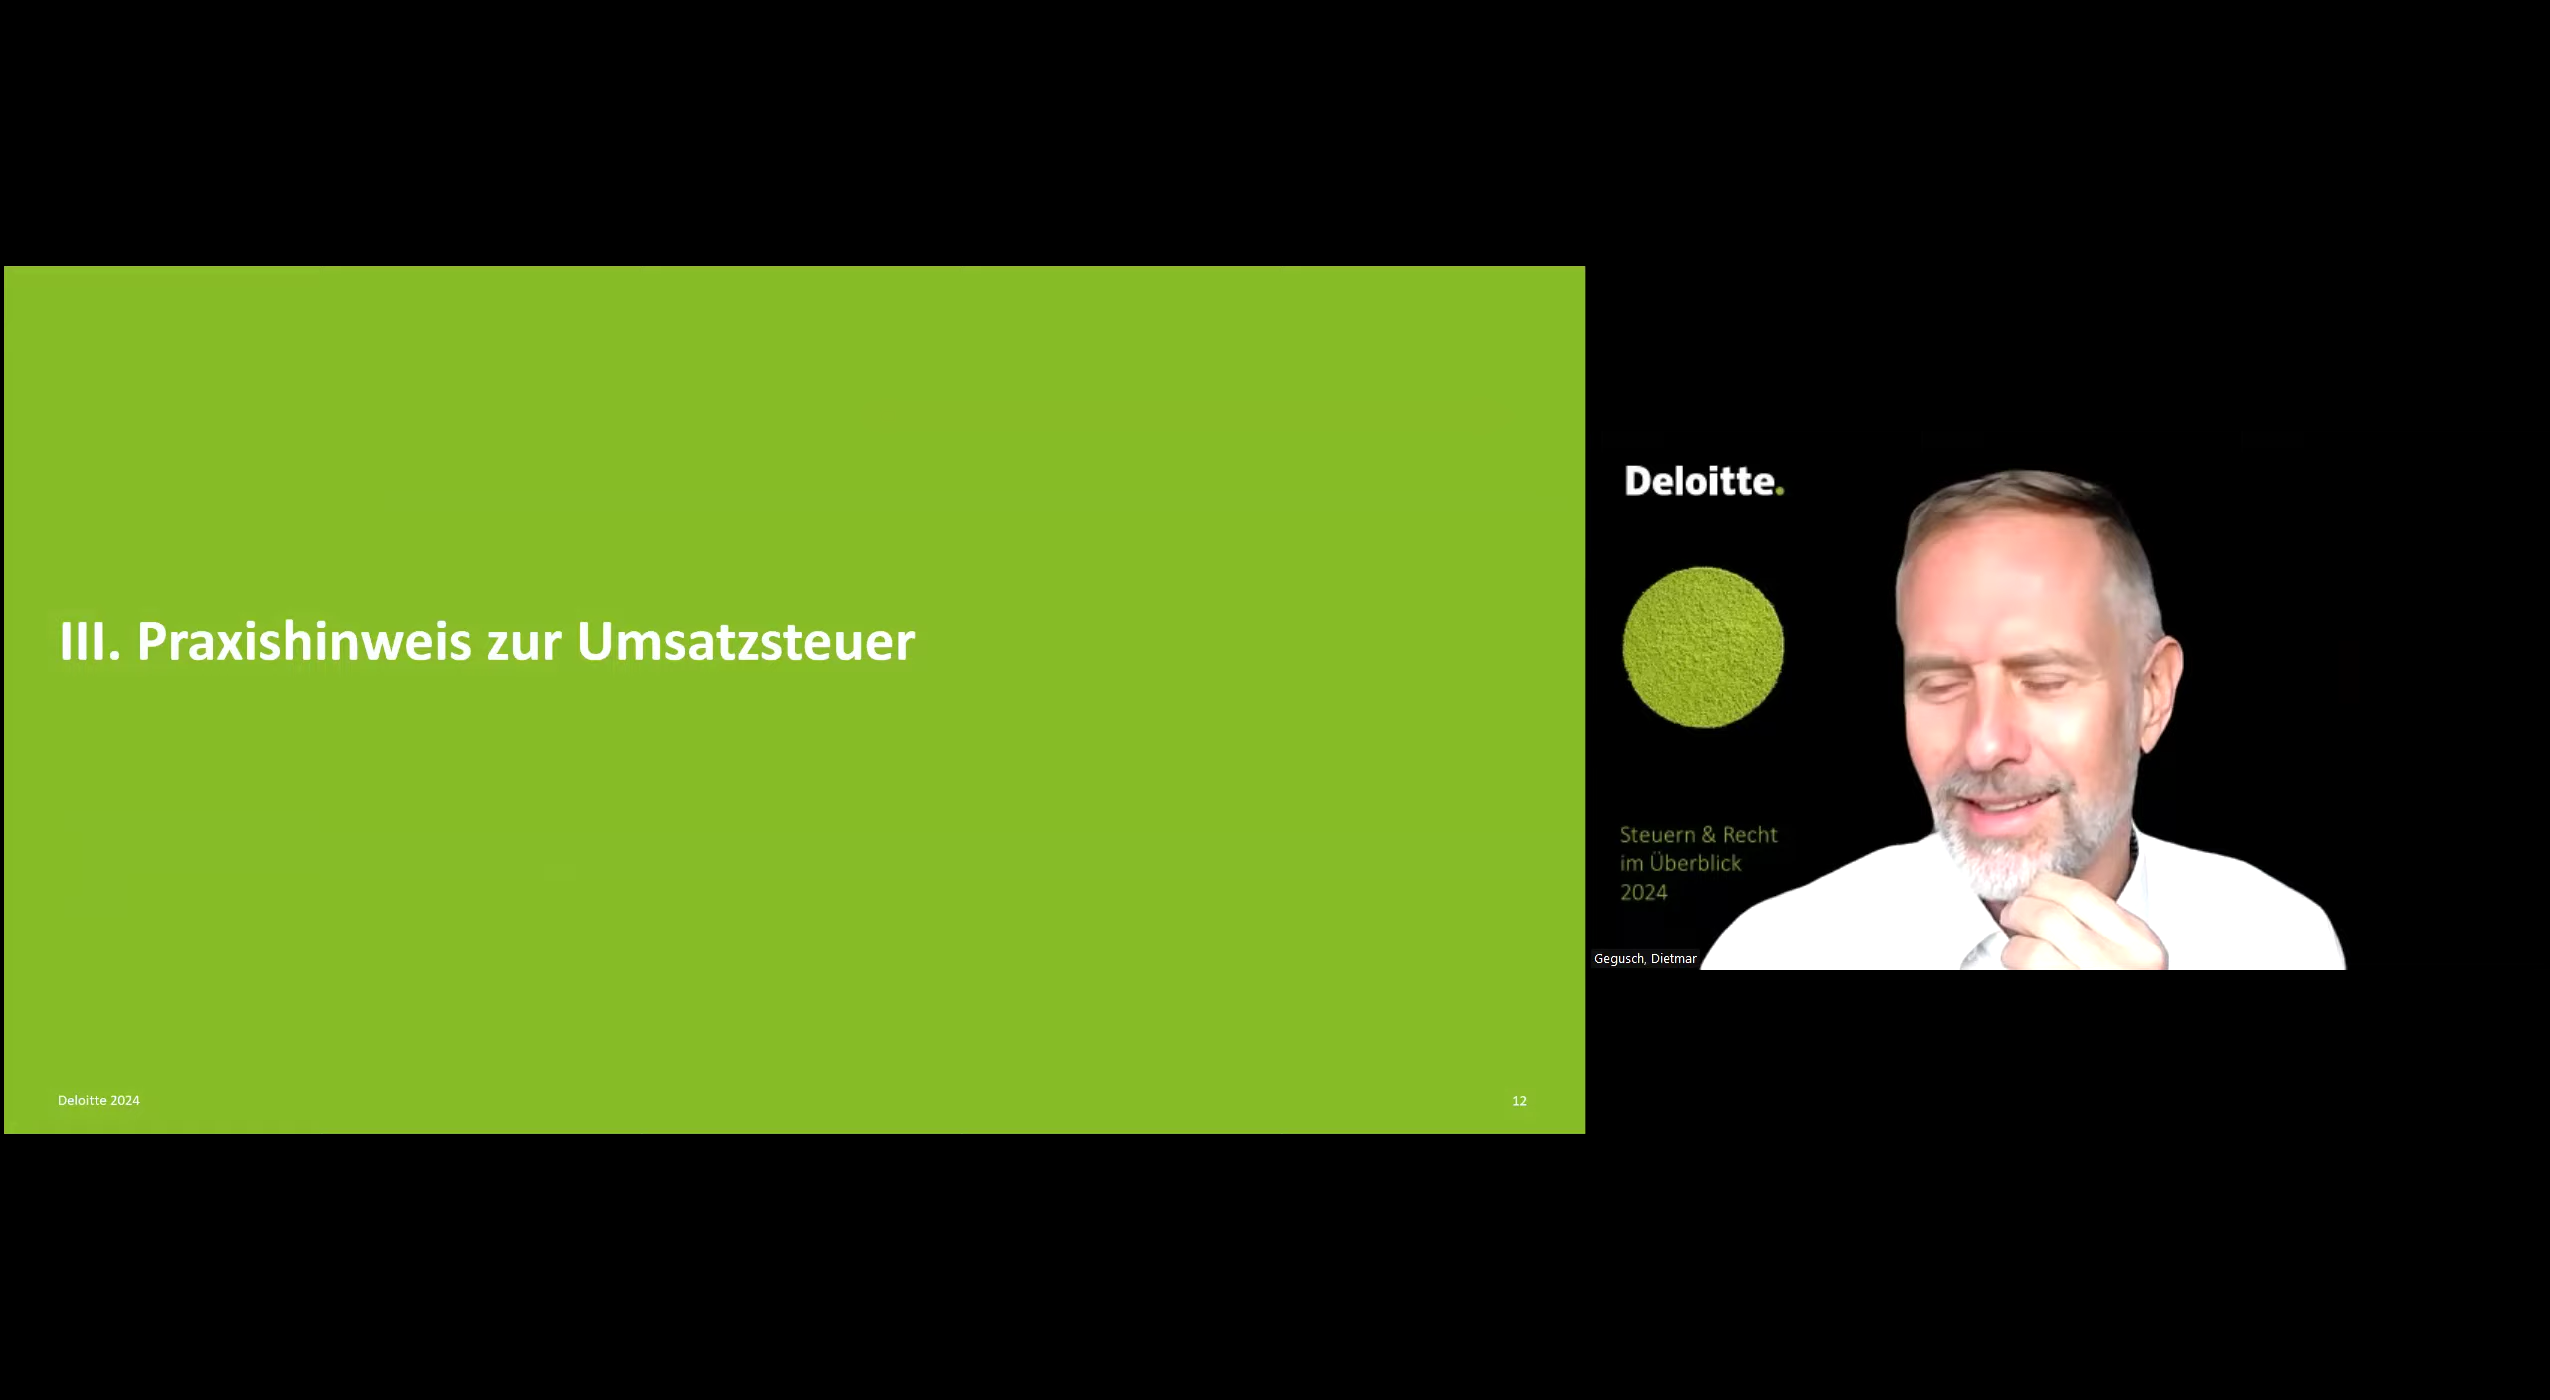 III. Praxishinweis zur Umsatzsteuer
Deloitte 2024
12
Deloitte.
Steuern & Recht
im Überblick
2024
Gegusch, Dietmar